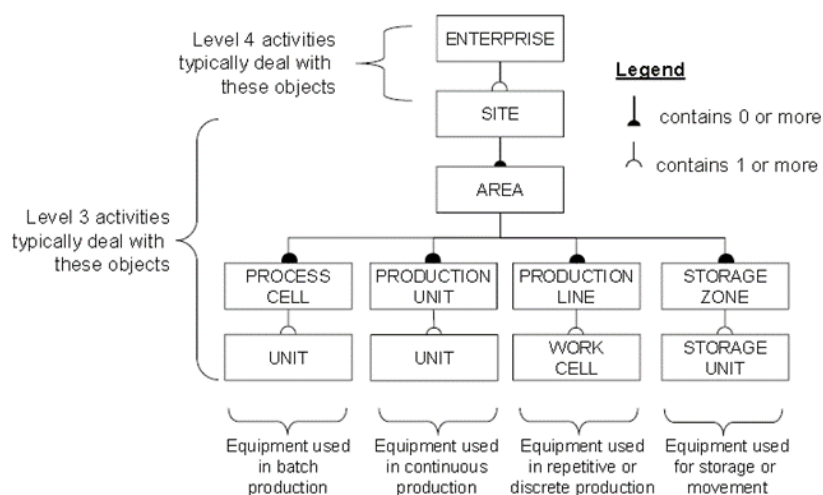 Level 4 activities
typically deal with
these objects
ENTERPRISE
Legend
contains 0 or more
contains 1 or more
SITE
AREA
Level 3 activities
typically deal with
these objects
PROCESS
CELL
PRODUCTION
UNIT
PRODUCTION
LINE
STORAGE
ZONE
UNIT
UNIT
WORK
CELL
STORAGE
UNIT
Equipment used
in batch
production
Equipment used
in continuous
production
Equipment used
in repetitive or
discrete production
Equipment used
for storage or
movement